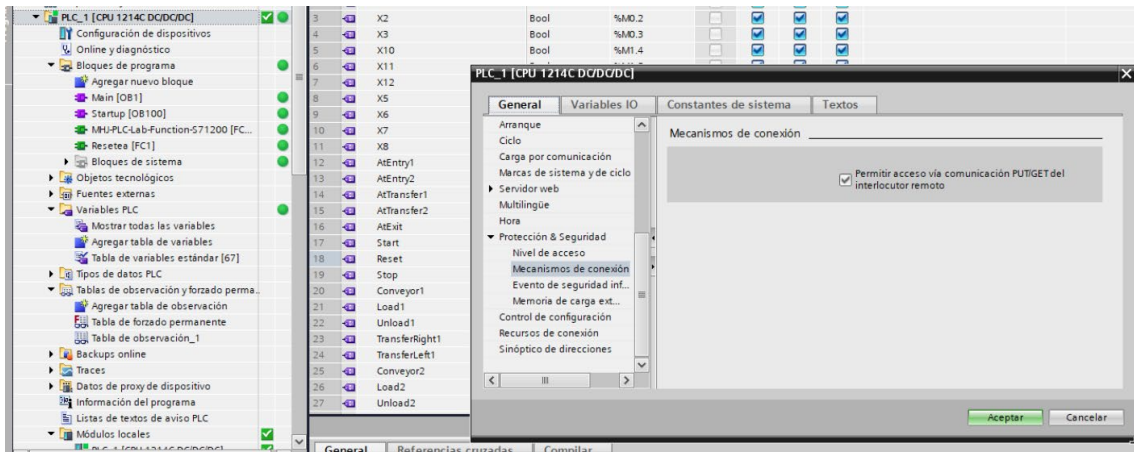 PLC_1 [CPU 1214C DC/DC/DC]
Configuración de dispositivos
Online y diagnóstico
Bloques de programa
Agregar nuevo bloque
Main [OB1]
Startup [OB100]
MHJ-PLC-Lab-Function-S71200 [FC...
Resetea [FC1]
Bloques de sistema
Objetos tecnológicos
Fuentes externas
Variables PLC
Mostrar todas las variables
Agregar tabla de variables
Tabla de variables estándar [67]
Tipos de datos PLC
Tablas de observación y forzado perma..
Agregar tabla de observación
Tabla de forzado permanente
Tabla de observación_1
Backups online
Traces
Datos de proxy de dispositivo
Información del programa
Listas de textos de aviso PLC
Módulos locales
PLC_1 [CPU 1214C DC/DC/DC]
3 X2 Bool %M0.2
4 X3 Bool %M0.3
5 X10 Bool %M1.4
6 X11
7 X12
8 X5
9 X6
10 X7
11 X8
12 AtEntry1
13 AtEntry2
14 AtTransfer1
15 AtTransfer2
16 AtExit
17 Start
18 Reset
19 Stop
20 Conveyor1
21 Load1
22 Unload1
23 TransferRight1
24 TransferLeft1
25 Conveyor2
26 Load2
27 Unload2
General Referencias cruzadas Compilar
PLC_1 [CPU 1214C DC/DC/DC]
General Variables IO Constantes de sistema Textos
Arranque
Ciclo
Carga por comunicación
Marcas de sistema y de ciclo
Servidor web
Multilingüe
Hora
Protección & Seguridad
Nivel de acceso
Mecanismos de conexión
Evento de seguridad inf...
Memoria de carga ext...
Control de configuración
Recursos de conexión
Sinóptico de direcciones
Mecanismos de conexión
Permitir acceso vía comunicación PUT/GET del
interlocutor remoto
Aceptar Cancelar